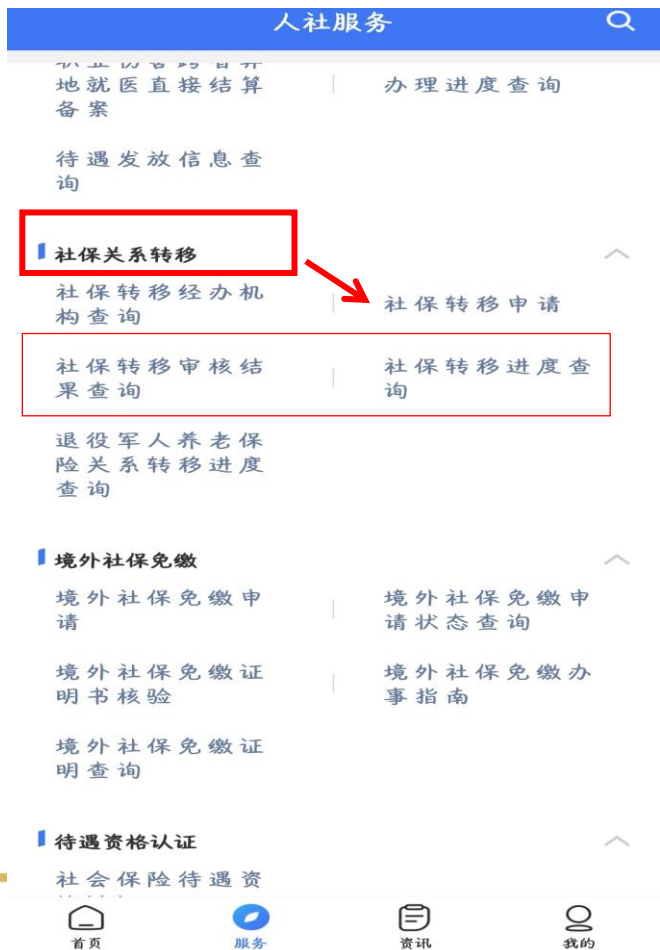 人社服务
地就医直接结算
备案
办理进度查询
待遇发放信息查
询
社保关系转移
社保转移经办机
构查询
社保转移申请
社保转移审核结
果查询
社保转移进度查
询
退役军人养老保
险关系转移进度
查询
境外社保免缴
境外社保免缴申
请
境外社保免缴申
请状态查询
境外社保免缴证
明书核验
境外社保免缴办
事指南
境外社保免缴证
明查询
待遇资格认证
社会保险待遇资
首页
服务
资讯
我的